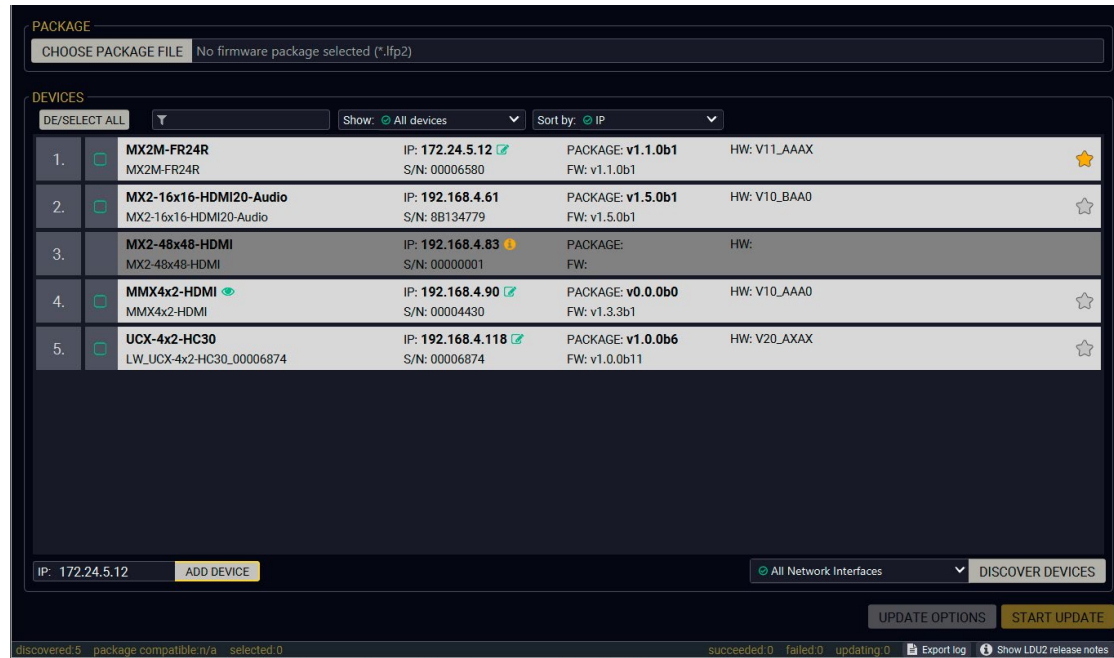 PACKAGE
CHOOSE PACKAGE FILE No firmware package selected (*.lfp2)
DEVICES
DE/SELECT ALL Show: All devices Sort by: IP
1. MX2M-FR24R IP: 172.24.5.12 PACKAGE: v1.1.0b1 HW: V11_AAAX
MX2M-FR24R S/N: 00006580 FW: v1.1.0b1
2. MX2-16x16-HDMI20-Audio IP: 192.168.4.61 PACKAGE: v1.5.0b1 HW: V10_BAA0
MX2-16x16-HDMI20-Audio S/N: 8B134779 FW: v1.5.0b1
3. MX2-48x48-HDMI IP: 192.168.4.83 PACKAGE: HW:
MX2-48x48-HDMI S/N: 00000001 FW:
4. MMX4x2-HDMI IP: 192.168.4.90 PACKAGE: v0.0.0b0 HW: V10_AAA0
MMX4x2-HDMI S/N: 00004430 FW: v1.3.3b1
5. UCX-4x2-HC30 IP: 192.168.4.118 PACKAGE: v1.0.0b6 HW: V20_AXAX
LW_UCX-4x2-HC30_00006874 S/N: 00006874 FW: v1.0.0b11
IP: 172.24.5.12 ADD DEVICE All Network Interfaces DISCOVER DEVICES
UPDATE OPTIONS START UPDATE
discovered:5 package compatible:n/a selected:0 succeeded:0 failed:0 updating:0 Export log Show LDU2 release notes